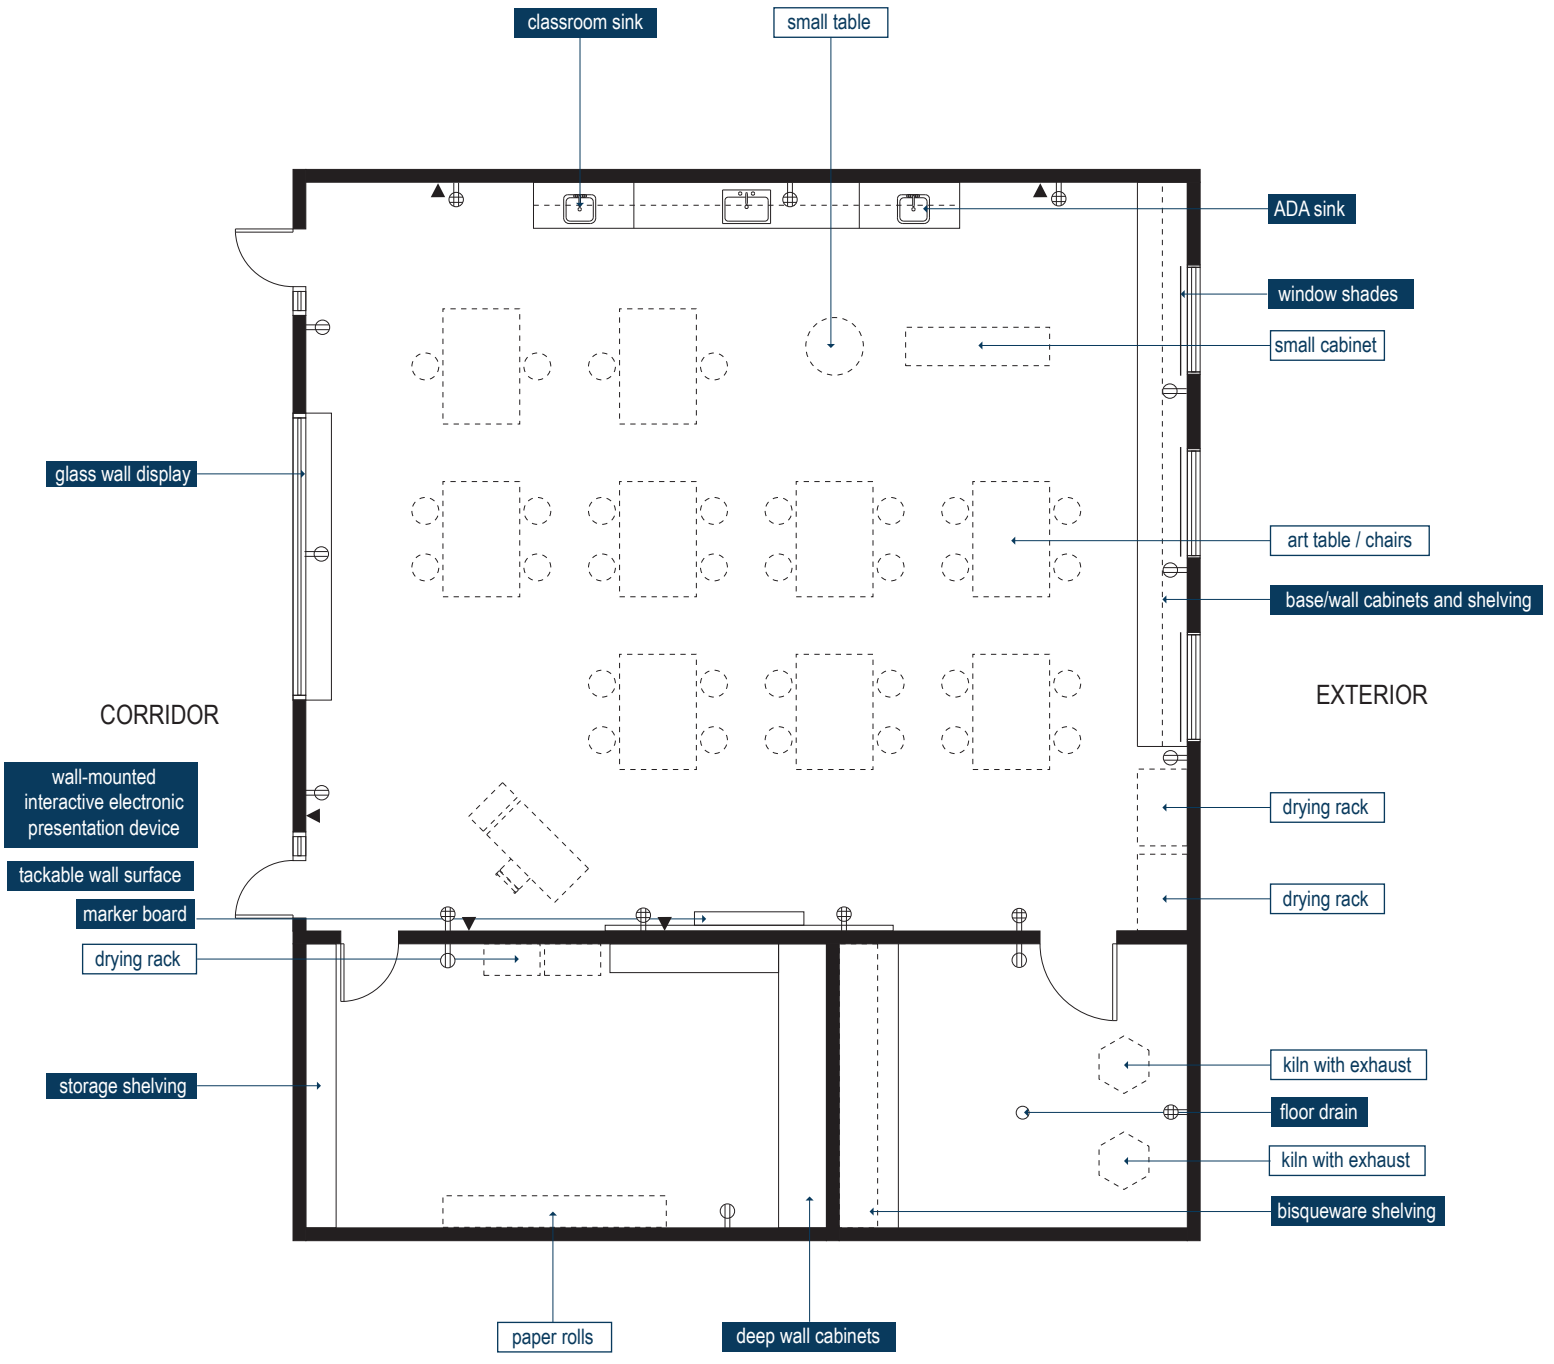 classroom sink
small table
ADA sink
window shades
small cabinet
glass wall display
art table / chairs
base/wall cabinets and shelving
EXTERIOR
CORRIDOR
wall-mounted
interactive electronic
presentation device
drying rack
tackable wall surface
drying rack
marker board
drying rack
kiln with exhaust
storage shelving
floor drain
kiln with exhaust
bisqueware shelving
paper rolls
deep wall cabinets